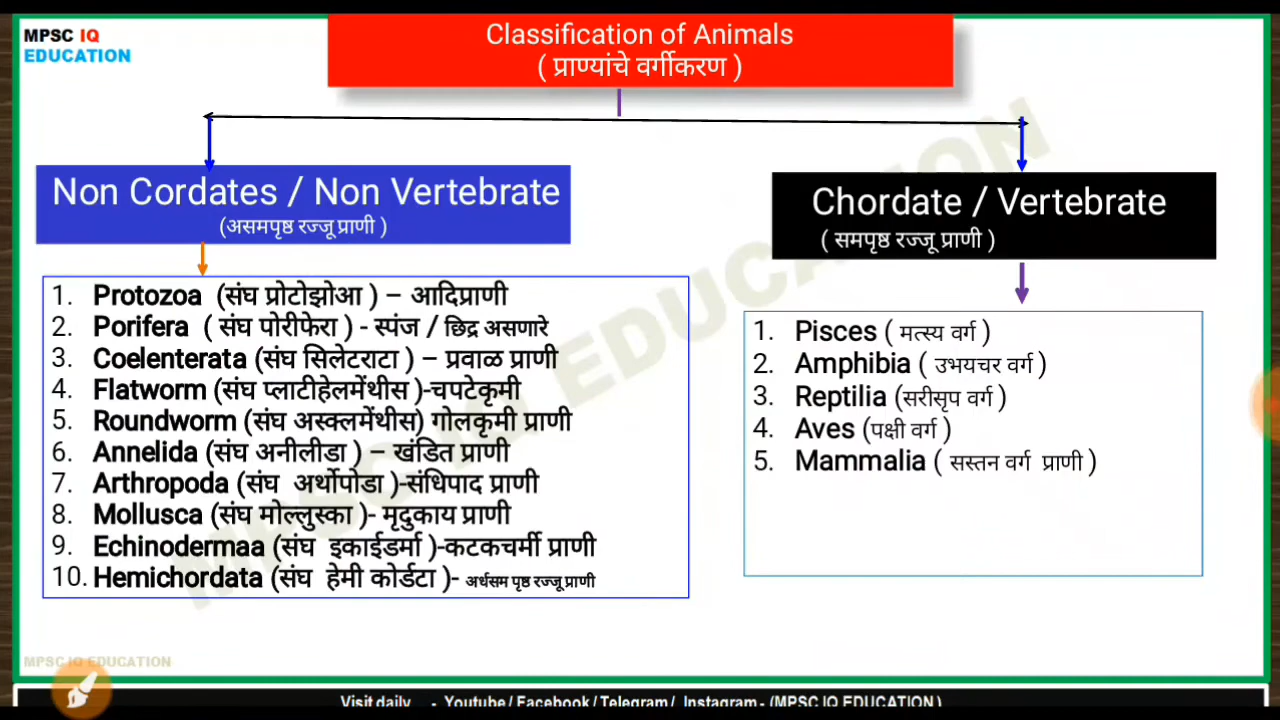 MPSC IQ
EDUCATION
Classification of Animals
( प्राण्यांचे वर्गीकरण )
Non Cordates / Non Vertebrate
(असमपृष्ठ रज्जू प्राणी )
Chordate / Vertebrate
( समपृष्ठ रज्जू प्राणी )
1. Protozoa (संघ प्रोटोझोआ ) – आदिप्राणी
2. Porifera ( संघ पोरीफेरा ) - स्पंज / छिद्र असणारे
3. Coelenterata (संघ सिलेटराटा ) – प्रवाळ प्राणी
4. Flatworm (संघ प्लाटीहेलमेंथीस )-चपटेकृमी
5. Roundworm (संघ अस्क्लमेंथीस) गोलकृमी प्राणी
6. Annelida (संघ अनीलीडा ) – खंडित प्राणी
7. Arthropoda (संघ अर्थोपोडा )-संधिपाद प्राणी
8. Mollusca (संघ मोल्लुस्का )- मृदुकाय प्राणी
9. Echinodermaa (संघ इकाईडर्मा )-कटकचर्मी प्राणी
10. Hemichordata (संघ हेमी कोर्डटा )- अर्धसम पृष्ठ रज्जू प्राणी
1. Pisces ( मत्स्य वर्ग )
2. Amphibia ( उभयचर वर्ग )
3. Reptilia (सरीसृप वर्ग )
4. Aves (पक्षी वर्ग )
5. Mammalia ( सस्तन वर्ग प्राणी )
MPSC IQ EDUCATION
MPSC IQ EDUCATION
Visit daily - Youtube / Facebook / Telegram / Instagram - (MPSC IQ EDUCATION )